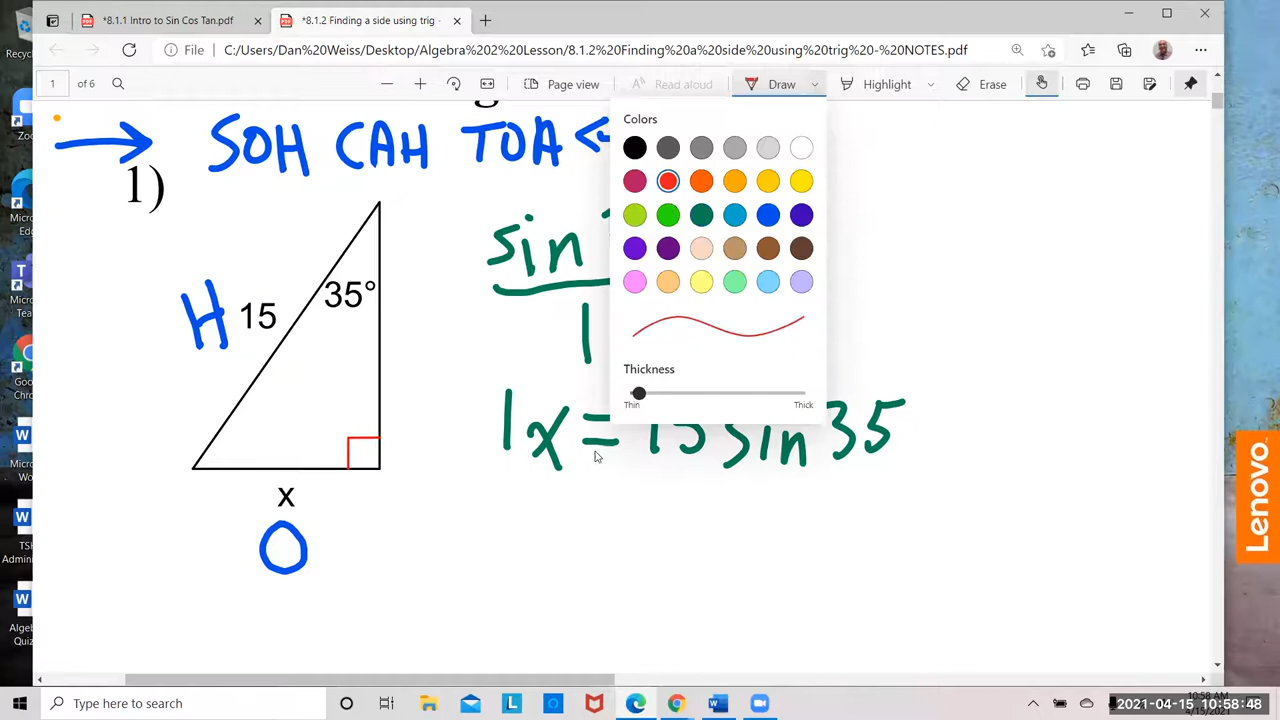 *8.1.1 Intro to Sin Cos Tan.pdf
*8.1.2 Finding a side using trig -
File
C:/Users/Dan%20Weiss/Desktop/Algebra%202%20Lesson/8.1.2%20Finding%20a%20side%20using%20trig%20-%20NOTES.pdf
1 of 6
Page view
Read aloud
Draw
Highlight
Erase
Colors
Thickness
Thin Thick
SOH CAH TOA
1)
H 15
35°
x
O
sin
1
1x = 15 sin 35
Lenovo
Type here to search
10:58 AM
2021-04-15 10:58:48